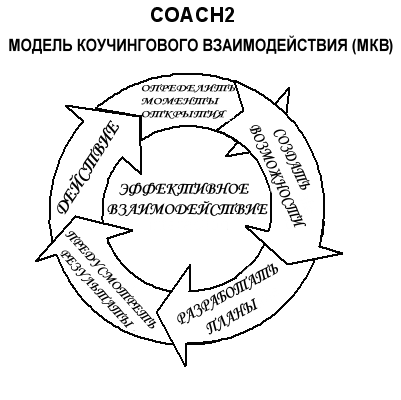 COACH2
МОДЕЛЬ КОУЧИНГОВОГО ВЗАИМОДЕЙСТВИЯ (МКВ)
ОПРЕДЕЛИТЬ
МОМЕНТЫ
ОТКРЫТИЯ
СОЗДАТЬ
ВОЗМОЖНОСТИ
РАЗРАБОТАТЬ
ПЛАНЫ
ПРЕДУСМОТРЕТЬ
РЕЗУЛЬТАТЫ
ДЕЙСТВИЕ
ЭФФЕКТИВНОЕ
ВЗАИМОДЕЙСТВИЕ